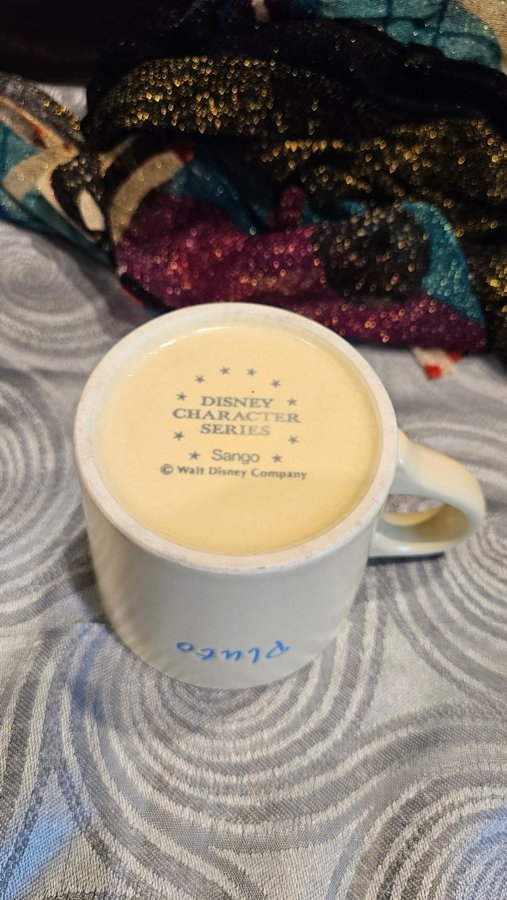 DISNEY
CHARACTER
SERIES
Sango
© Walt Disney Company
Pluto